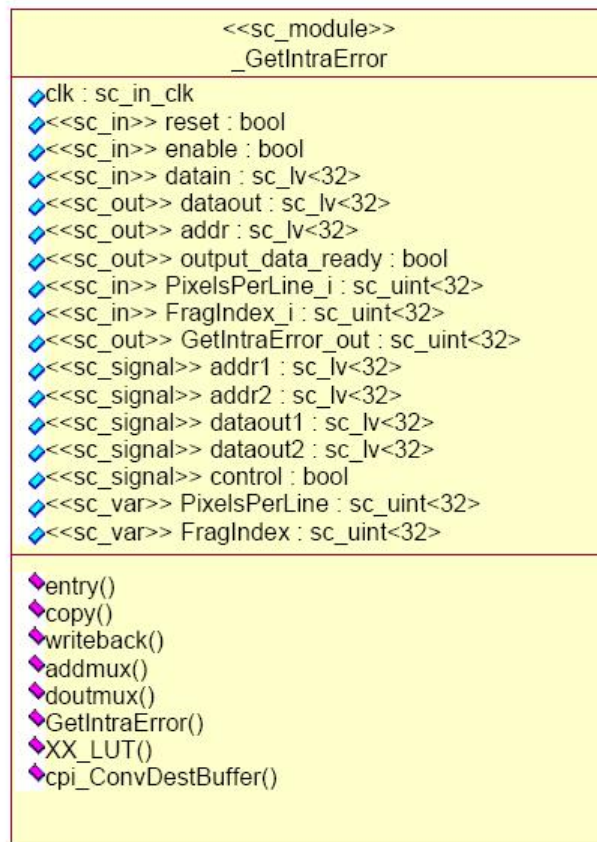 <<sc_module>>
_GetIntraError
clk : sc_in_clk
<<sc_in>> reset : bool
<<sc_in>> enable : bool
<<sc_in>> datain : sc_lv<32>
<<sc_out>> dataout : sc_lv<32>
<<sc_out>> addr : sc_lv<32>
<<sc_out>> output_data_ready : bool
<<sc_in>> PixelsPerLine_i : sc_uint<32>
<<sc_in>> FragIndex_i : sc_uint<32>
<<sc_out>> GetIntraError_out : sc_uint<32>
<<sc_signal>> addr1 : sc_lv<32>
<<sc_signal>> addr2 : sc_lv<32>
<<sc_signal>> dataout1 : sc_lv<32>
<<sc_signal>> dataout2 : sc_lv<32>
<<sc_signal>> control : bool
<<sc_var>> PixelsPerLine : sc_uint<32>
<<sc_var>> FragIndex : sc_uint<32>
entry()
copy()
writeback()
addmux()
doutmux()
GetIntraError()
XX_LUT()
cpi_ConvDestBuffer()